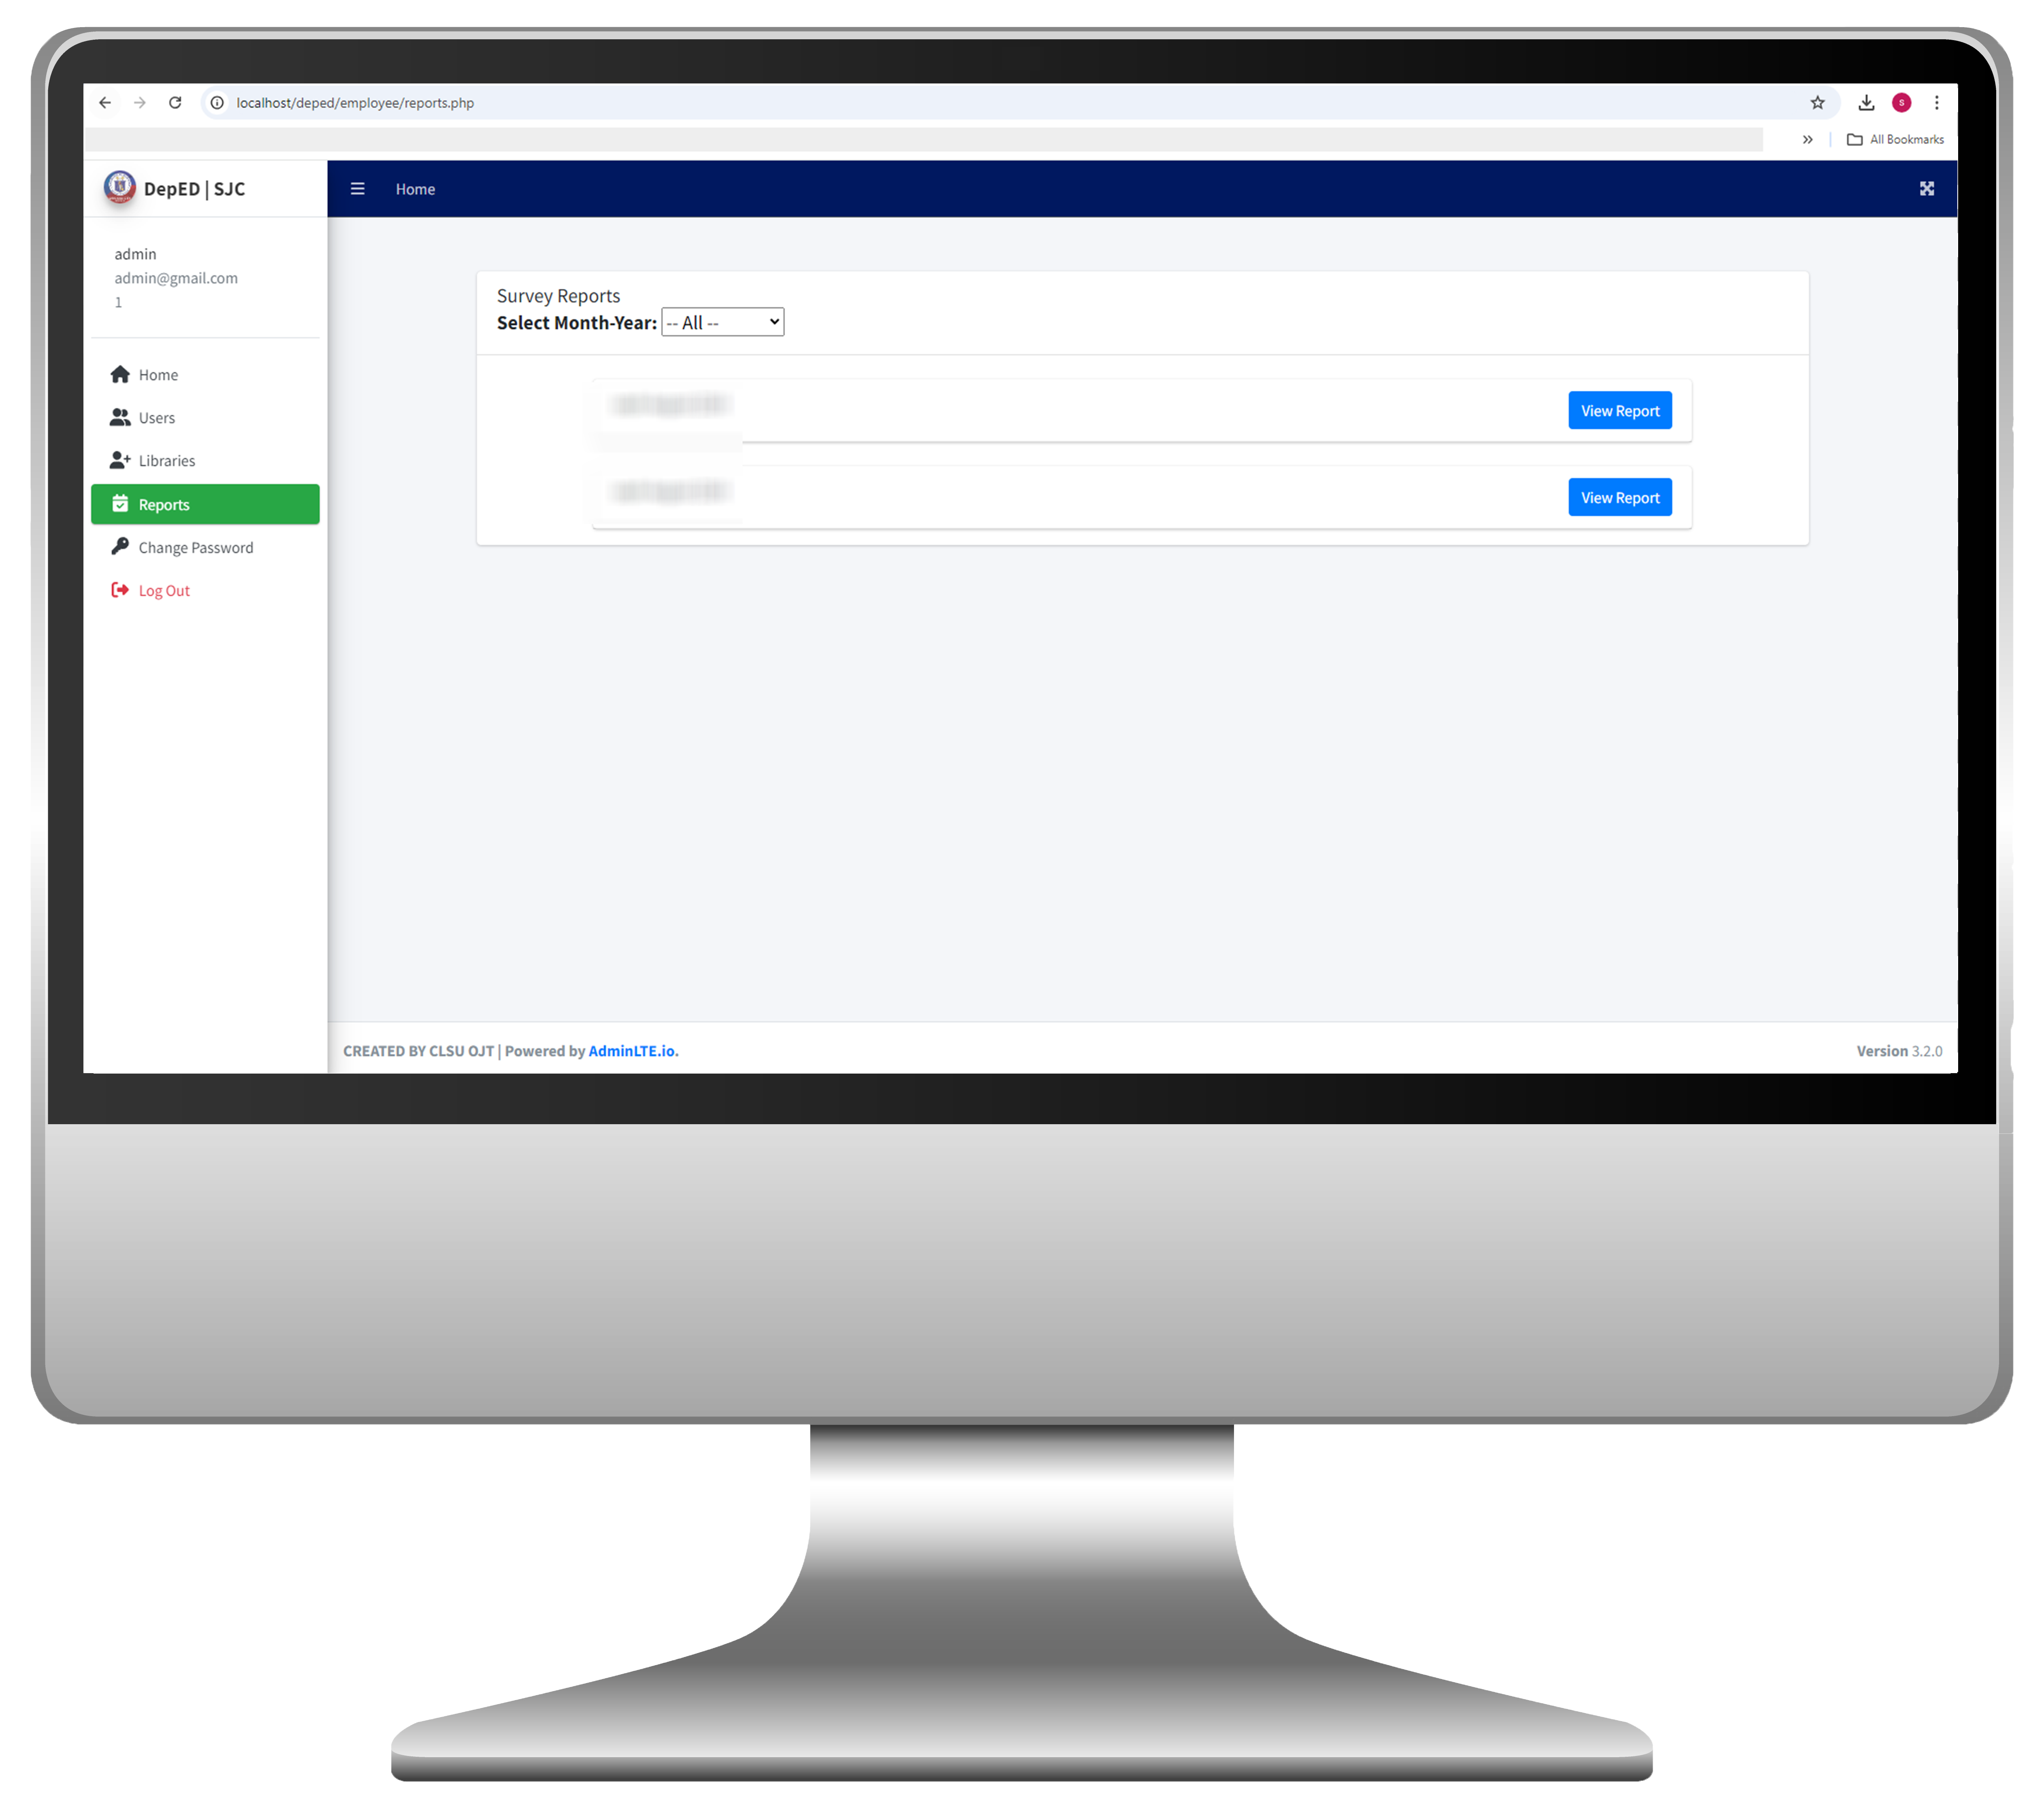 localhost/deped/employee/reports.php
All Bookmarks
DepED | SJC
Home
admin
admin@gmail.com
1
Home
Users
Libraries
Reports
Change Password
Log Out
Survey Reports
Select Month-Year: -- All --
View Report
View Report
CREATED BY CLSU OJT | Powered by AdminLTE.io.
Version 3.2.0